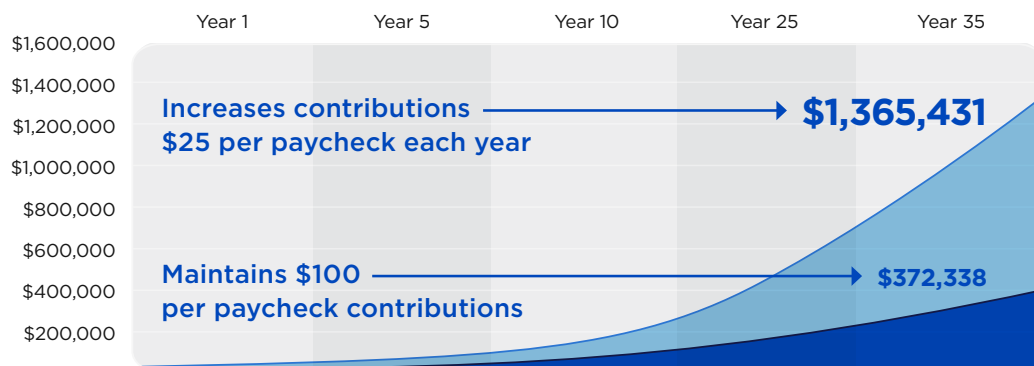 Year 1 Year 5 Year 10 Year 25 Year 35
$1,600,000
$1,400,000
$1,200,000
$1,000,000
$800,000
$600,000
$400,000
$200,000
Increases contributions
$25 per paycheck each year
$1,365,431
Maintains $100
per paycheck contributions
$372,338